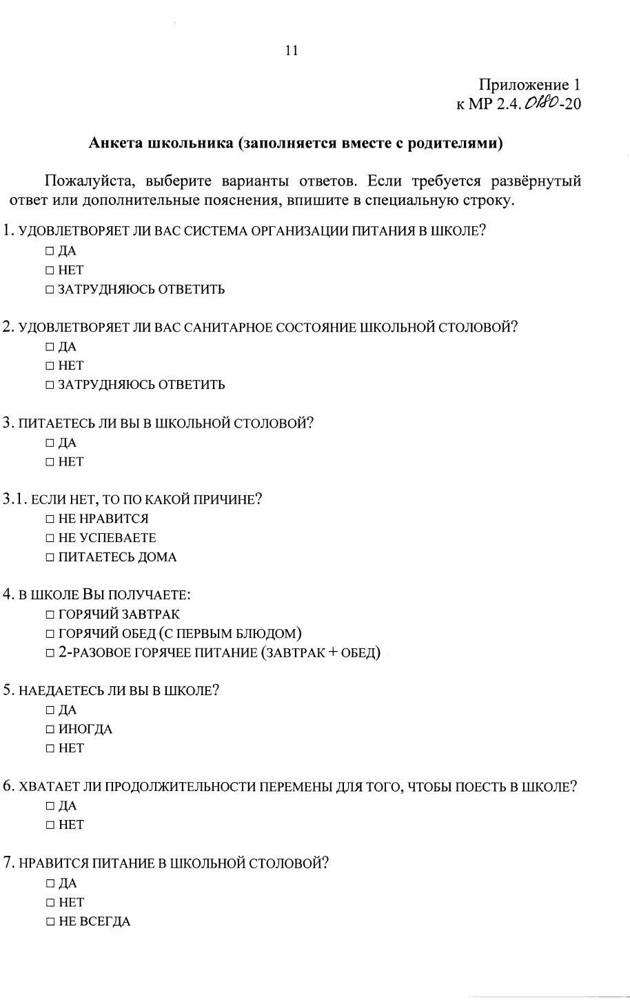 11
Приложение 1
к МР 2.4.0180-20
Анкета школьника (заполняется вместе с родителями)
Пожалуйста, выберите варианты ответов. Если требуется развёрнутый
ответ или дополнительные пояснения, впишите в специальную строку.
1. УДОВЛЕТВОРЯЕТ ЛИ ВАС СИСТЕМА ОРГАНИЗАЦИИ ПИТАНИЯ В ШКОЛЕ?
□ ДА
□ НЕТ
□ ЗАТРУДНЯЮСЬ ОТВЕТИТЬ
2. УДОВЛЕТВОРЯЕТ ЛИ ВАС САНИТАРНОЕ СОСТОЯНИЕ ШКОЛЬНОЙ СТОЛОВОЙ?
□ ДА
□ НЕТ
□ ЗАТРУДНЯЮСЬ ОТВЕТИТЬ
3. ПИТАЕТЕСЬ ЛИ ВЫ В ШКОЛЬНОЙ СТОЛОВОЙ?
□ ДА
□ НЕТ
3.1. ЕСЛИ НЕТ, ТО ПО КАКОЙ ПРИЧИНЕ?
□ НЕ НРАВИТСЯ
□ НЕ УСПЕВАЕТЕ
□ ПИТАЕТЕСЬ ДОМА
4. В ШКОЛЕ ВЫ ПОЛУЧАЕТЕ:
□ ГОРЯЧИЙ ЗАВТРАК
□ ГОРЯЧИЙ ОБЕД (С ПЕРВЫМ БЛЮДОМ)
□ 2-РАЗОВОЕ ГОРЯЧЕЕ ПИТАНИЕ (ЗАВТРАК + ОБЕД)
5. НАЕДАЕТЕСЬ ЛИ ВЫ В ШКОЛЕ?
□ ДА
□ ИНОГДА
□ НЕТ
6. ХВАТАЕТ ЛИ ПРОДОЛЖИТЕЛЬНОСТИ ПЕРЕМЕНЫ ДЛЯ ТОГО, ЧТОБЫ ПОЕСТЬ В ШКОЛЕ?
□ ДА
□ НЕТ
7. НРАВИТСЯ ПИТАНИЕ В ШКОЛЬНОЙ СТОЛОВОЙ?
□ ДА
□ НЕТ
□ НЕ ВСЕГДА